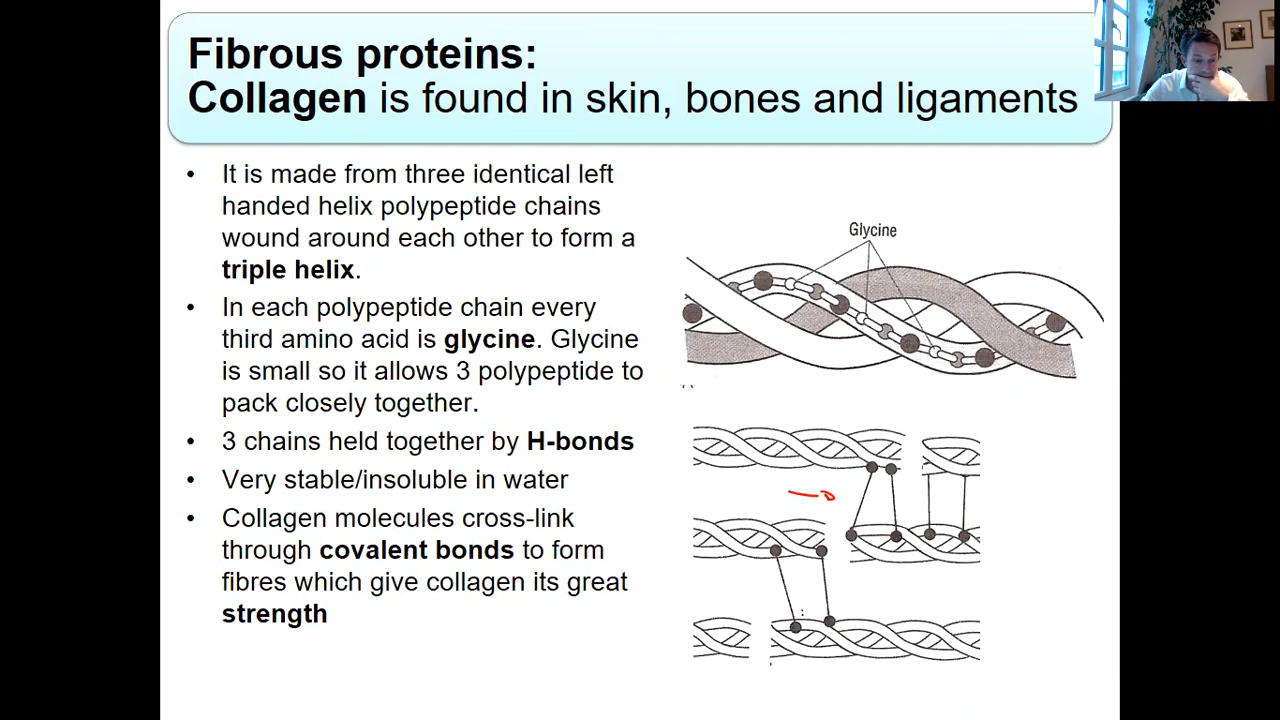 Fibrous proteins:
Collagen is found in skin, bones and ligaments
• It is made from three identical left
handed helix polypeptide chains
wound around each other to form a
triple helix.
• In each polypeptide chain every
third amino acid is glycine. Glycine
is small so it allows 3 polypeptide to
pack closely together.
• 3 chains held together by H-bonds
• Very stable/insoluble in water
• Collagen molecules cross-link
through covalent bonds to form
fibres which give collagen its great
strength
Glycine